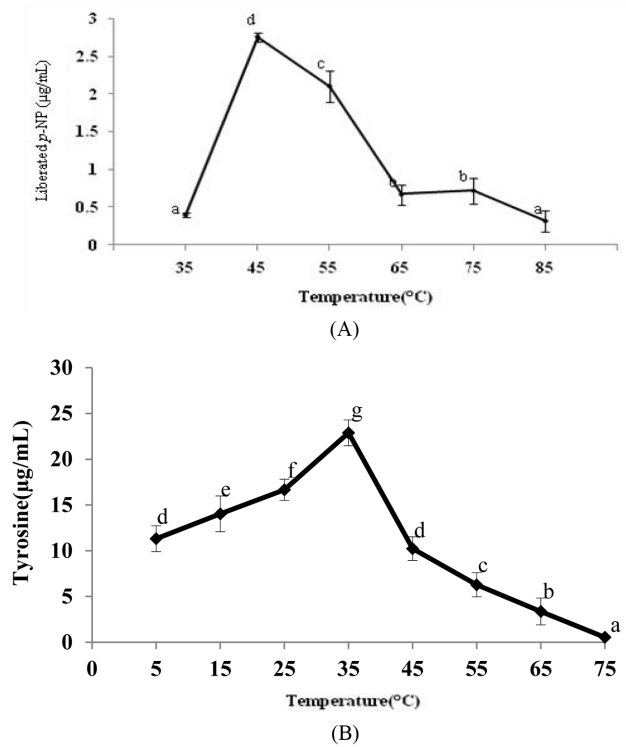 3
2.5
2
1.5
1
0.5
0
Liberated p-NP (µg/mL)
d
c
b
b
a
a
35 45 55 65 75 85
Temperature(°C)
(A)
30
25
20
15
10
5
0
Tyrosine(µg/mL)
d
e
f
g
d
c
b
a
0 5 15 25 35 45 55 65 75
Temperature(°C)
(B)